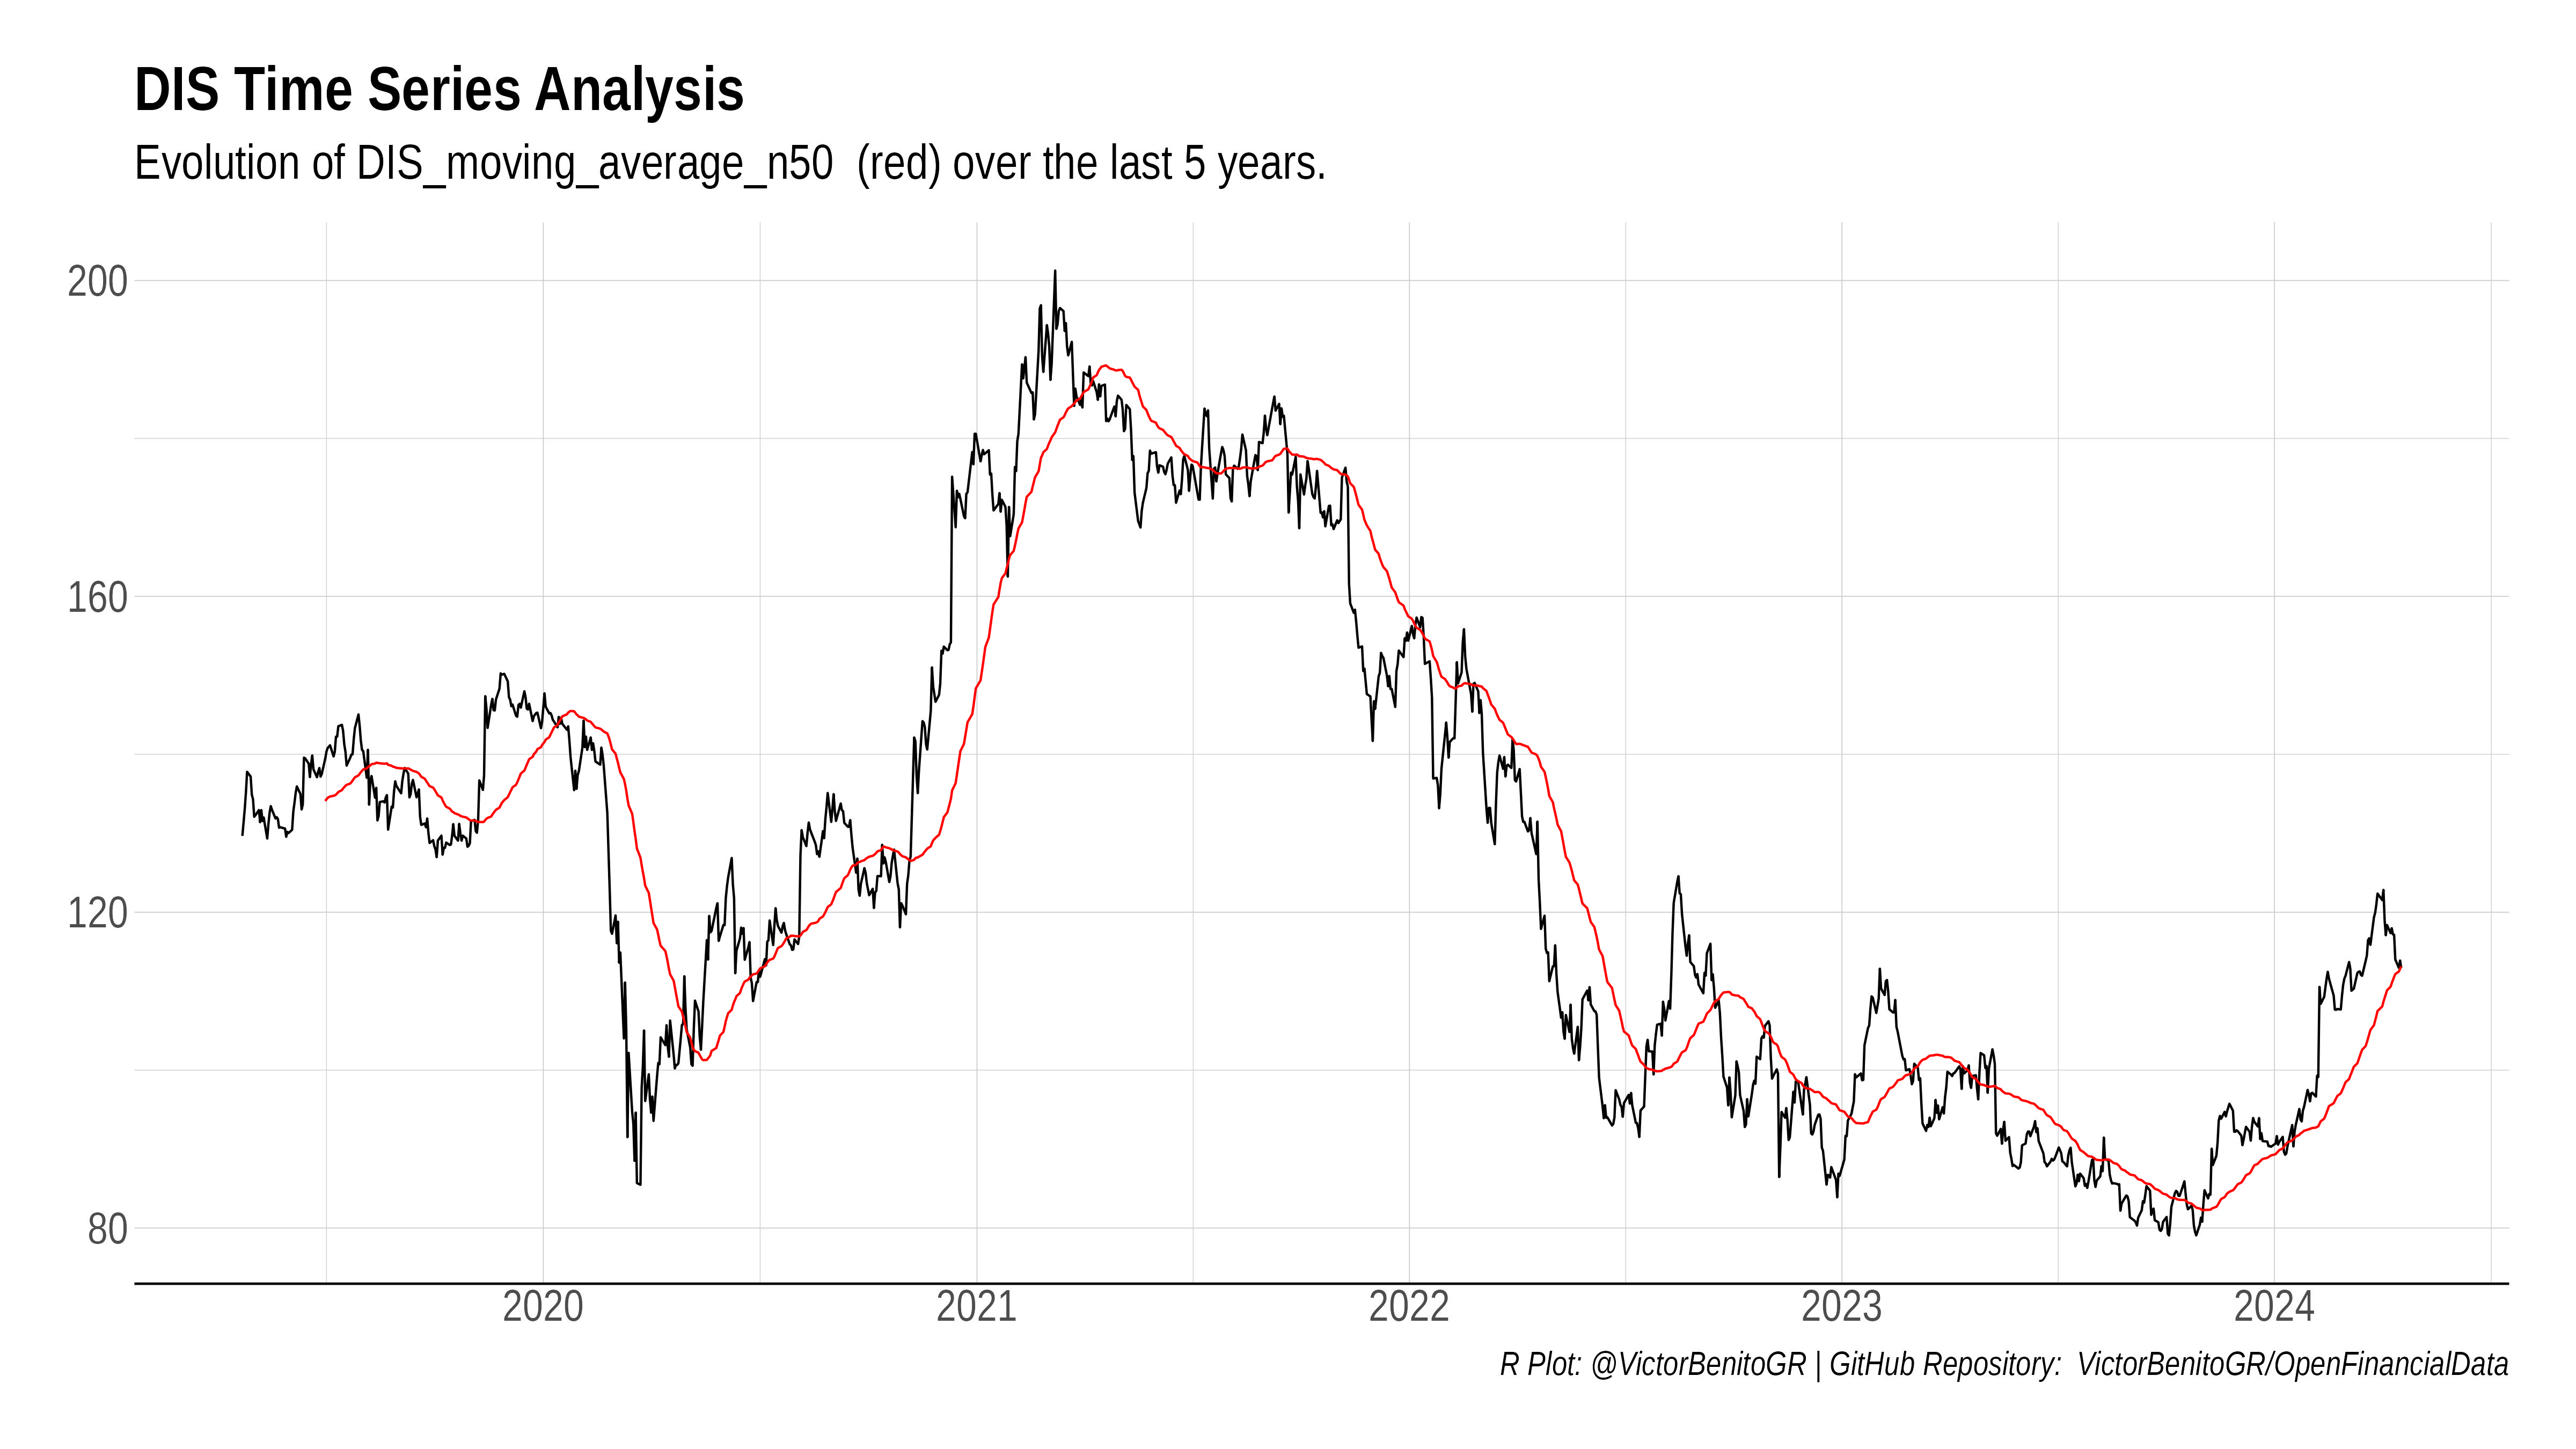 DIS Time Series Analysis
Evolution of DIS_moving_average_n50  (red) over the last 5 years.
200
160
120
80
2020 2021 2022 2023 2024
R Plot: @VictorBenitoGR | GitHub Repository:  VictorBenitoGR/OpenFinancialData